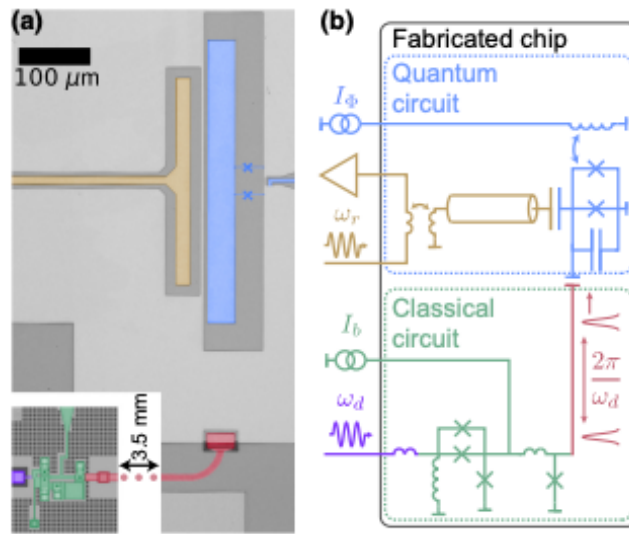 (a)
100 μm
3.5 mm
(b)
Fabricated chip
Quantum
circuit
I_Φ
ω_r
Classical
circuit
I_b
ω_d
2π
ω_d